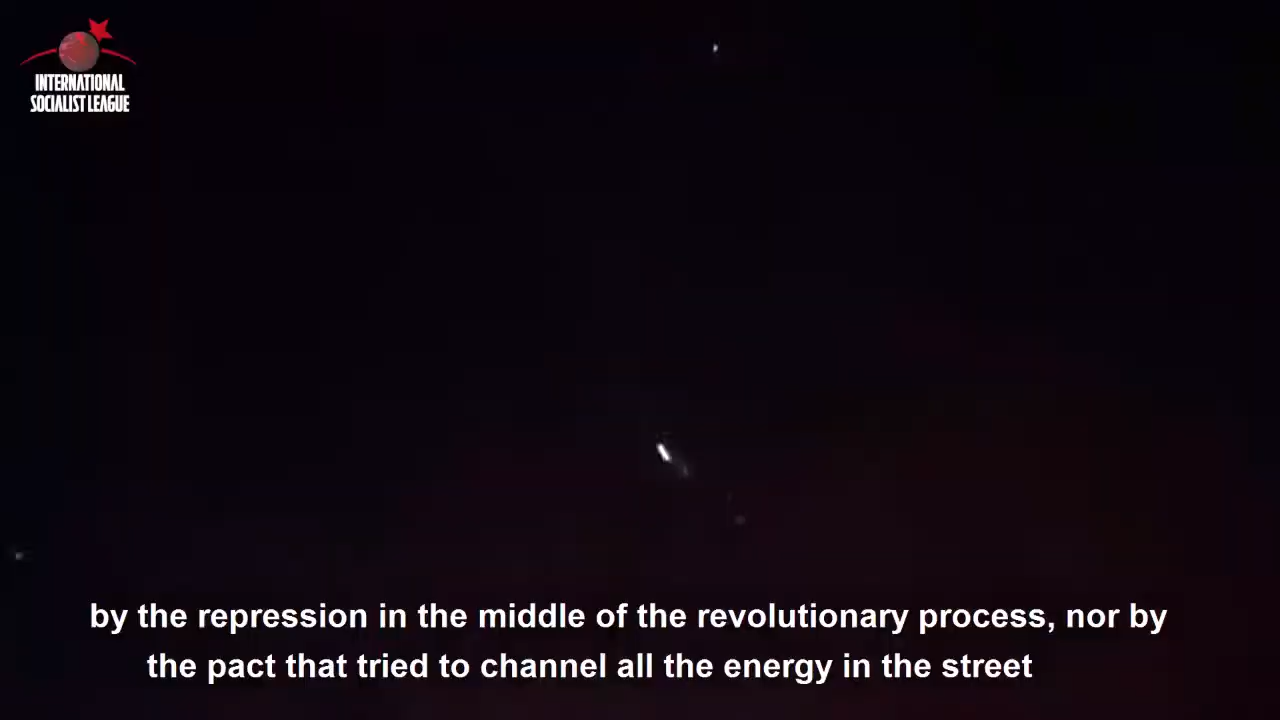 INTERNATIONAL
SOCIALIST LEAGUE
by the repression in the middle of the revolutionary process, nor by
the pact that tried to channel all the energy in the street